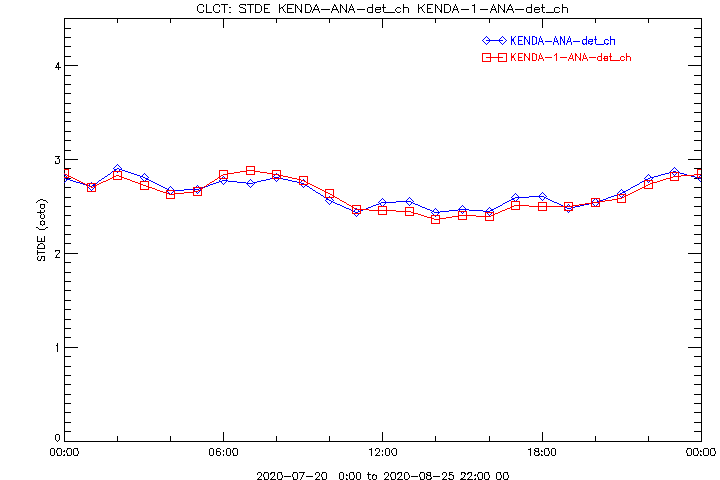 CLCT: STDE KENDA-ANA-det_ch KENDA-1-ANA-det_ch
KENDA-ANA-det_ch
KENDA-1-ANA-det_ch
4
3
2
1
0
STDE (octa)
00:00 06:00 12:00 18:00 00:00
2020-07-20 0:00 to 2020-08-25 22:00 00